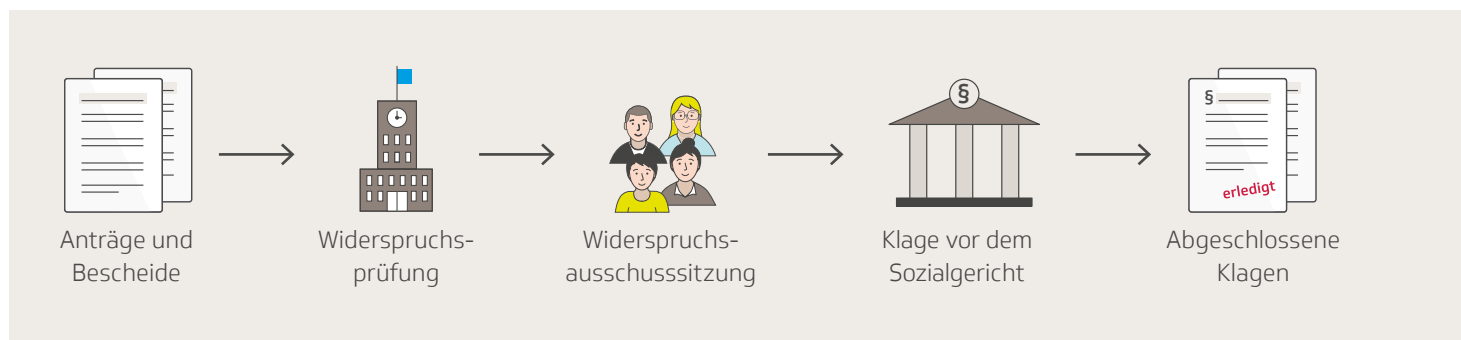 §
§
erledigt
Anträge und
Bescheide
Widerspruchs-
prüfung
Widerspruchs-
ausschusssitzung
Klage vor dem
Sozialgericht
Abgeschlossene
Klagen